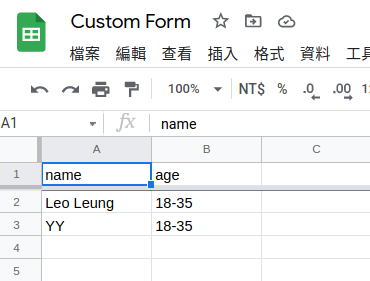 Custom Form
檔案 編輯 查看 插入 格式 資料 工具
100% NT$ % .0 .00 12
A1 fx name
A B C
1 name age
2 Leo Leung 18-35
3 YY 18-35
4
5